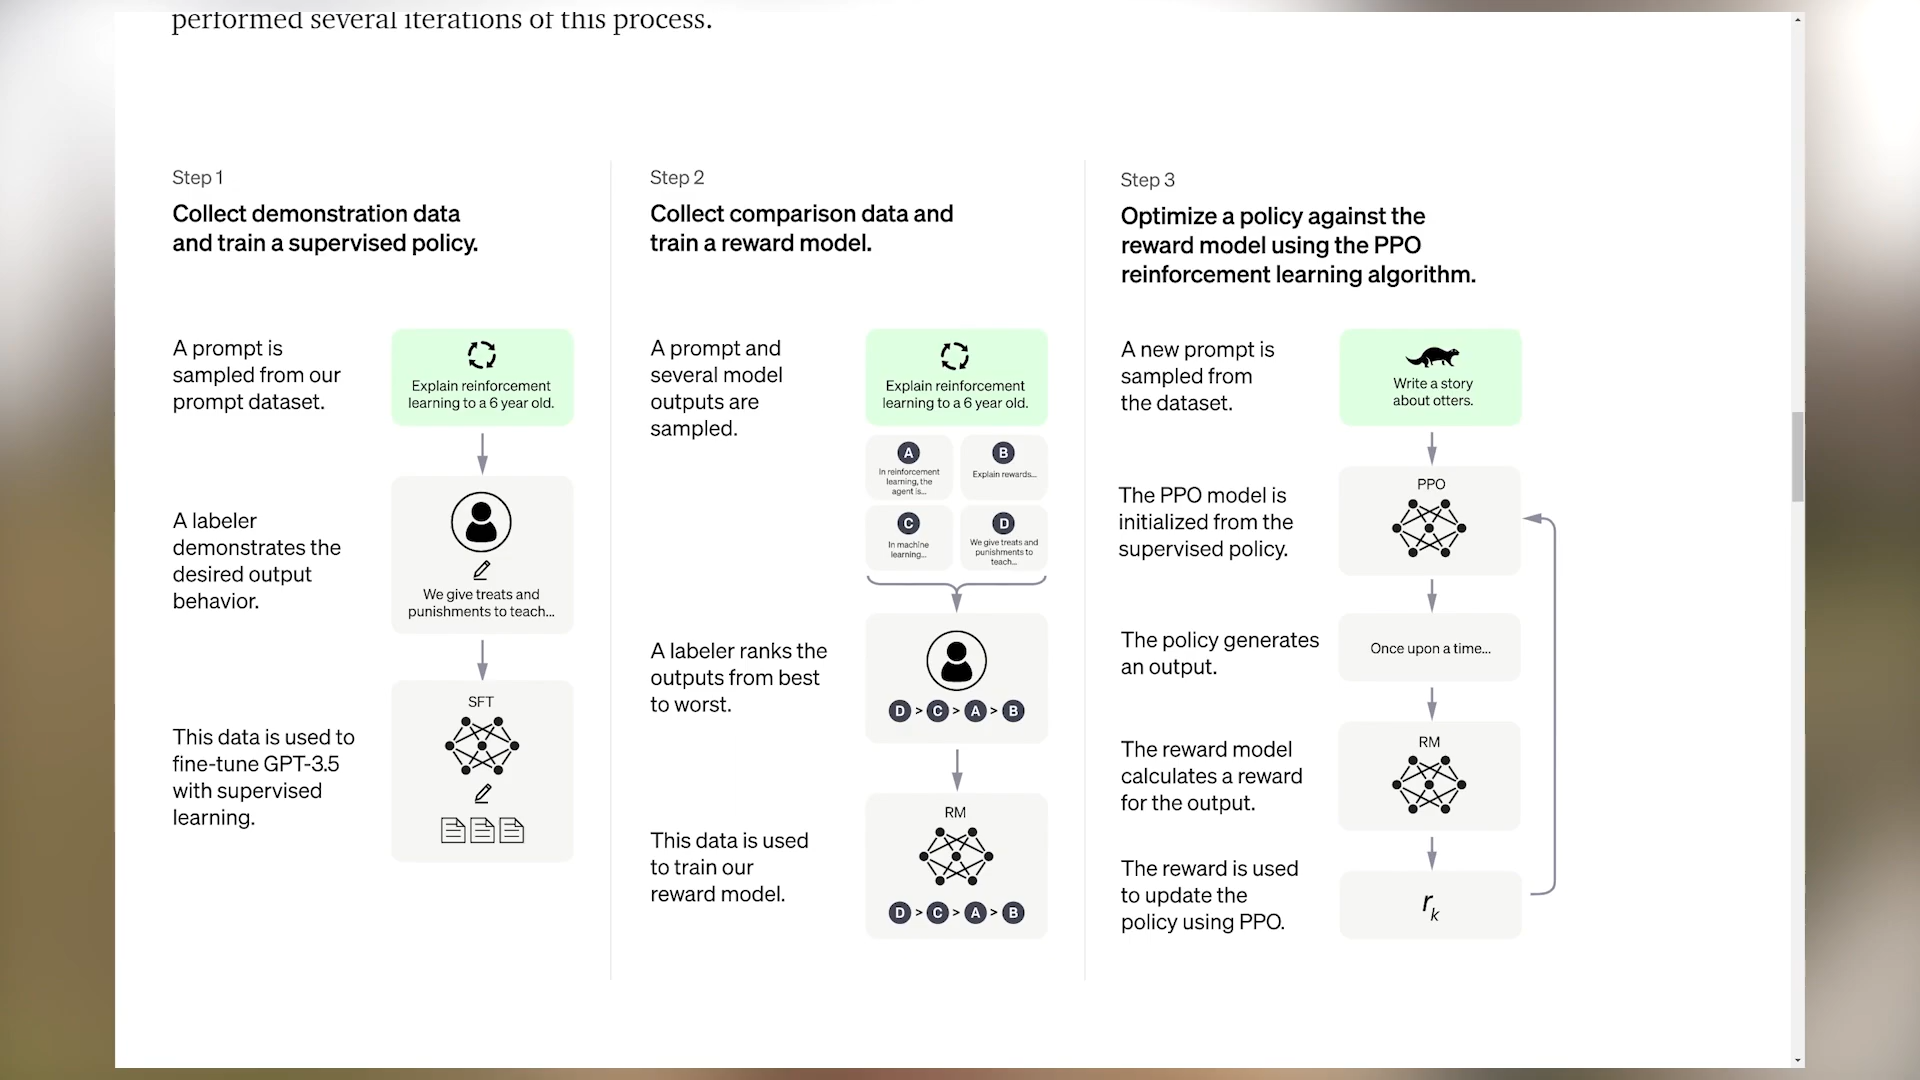 performed several iterations of this process.
Step 1
Collect demonstration data
and train a supervised policy.
A prompt is
sampled from our
prompt dataset.
Explain reinforcement
learning to a 6 year old.
A labeler
demonstrates the
desired output
behavior.
We give treats and
punishments to teach...
This data is used to
fine-tune GPT-3.5
with supervised
learning.
SFT
Step 2
Collect comparison data and
train a reward model.
A prompt and
several model
outputs are
sampled.
Explain reinforcement
learning to a 6 year old.
A
In reinforcement
learning, the
agent is...
B
Explain rewards...
C
In machine
learning...
D
We give treats and
punishments to
teach...
A labeler ranks the
outputs from best
to worst.
D > C > A > B
This data is used
to train our
reward model.
RM
D > C > A > B
Step 3
Optimize a policy against the
reward model using the PPO
reinforcement learning algorithm.
A new prompt is
sampled from
the dataset.
Write a story
about otters.
The PPO model is
initialized from the
supervised policy.
PPO
The policy generates
an output.
Once upon a time...
The reward model
calculates a reward
for the output.
RM
The reward is used
to update the
policy using PPO.
rk